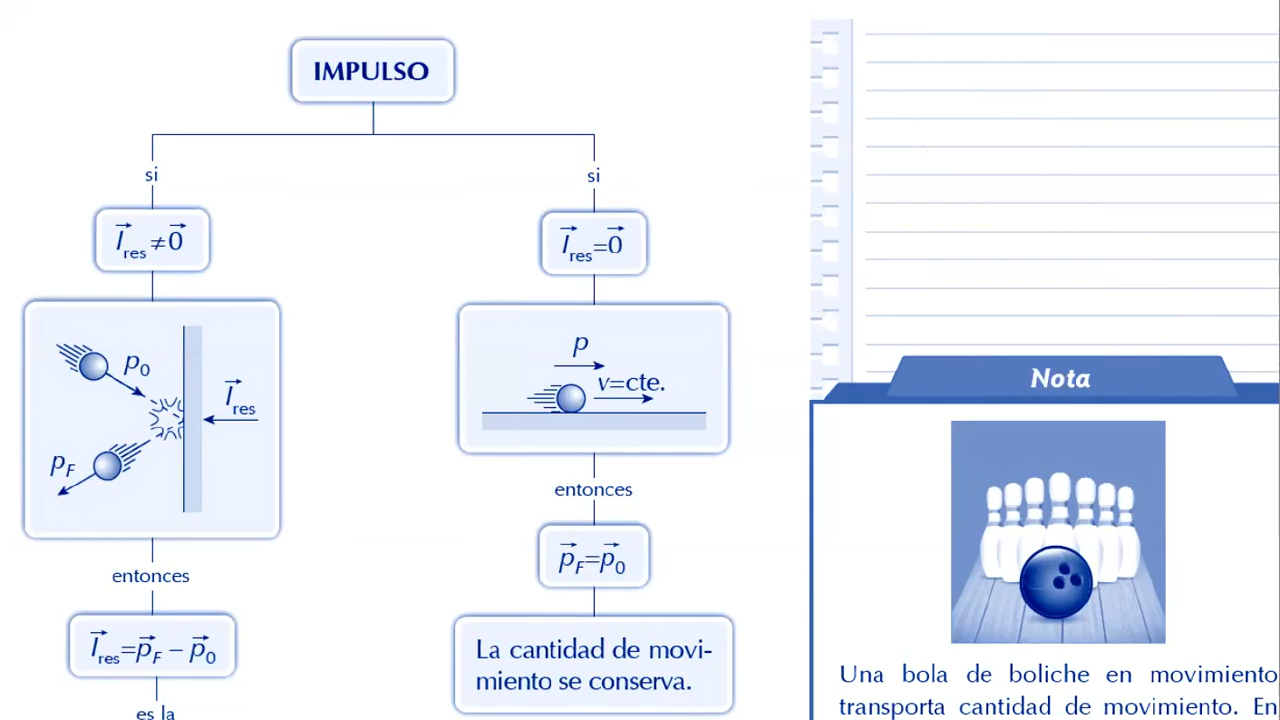 IMPULSO
si
si
I⃗res ≠ 0⃗
I⃗res=0⃗
p0
I⃗res
pF
p
v=cte.
entonces
entonces
p⃗F=p⃗0
I⃗res=p⃗F − p⃗0
es la
La cantidad de movi-
miento se conserva.
Nota
Una bola de boliche en movimiento
transporta cantidad de movimiento. En